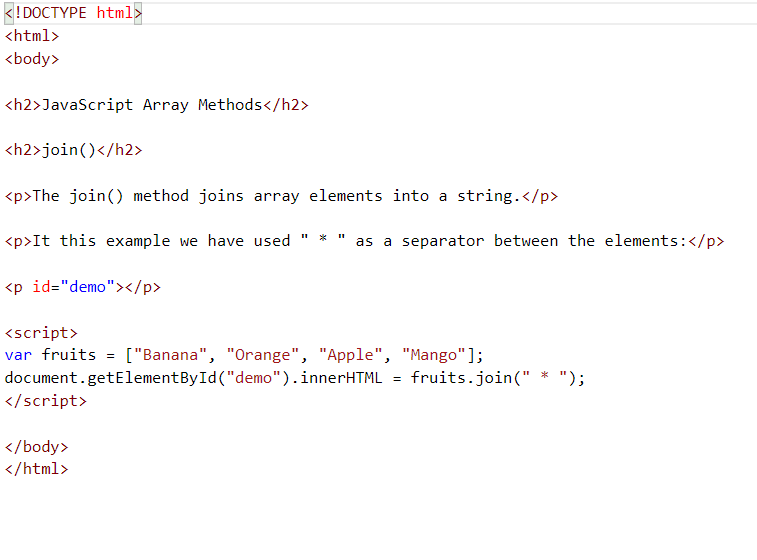 <!DOCTYPE html>
<html>
<body>
<h2>JavaScript Array Methods</h2>
<h2>join()</h2>
<p>The join() method joins array elements into a string.</p>
<p>It this example we have used " * " as a separator between the elements:</p>
<p id="demo"></p>
<script>
var fruits = ["Banana", "Orange", "Apple", "Mango"];
document.getElementById("demo").innerHTML = fruits.join(" * ");
</script>
</body>
</html>